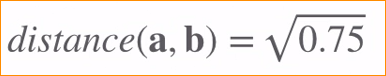 distance(a, b) = √0.75